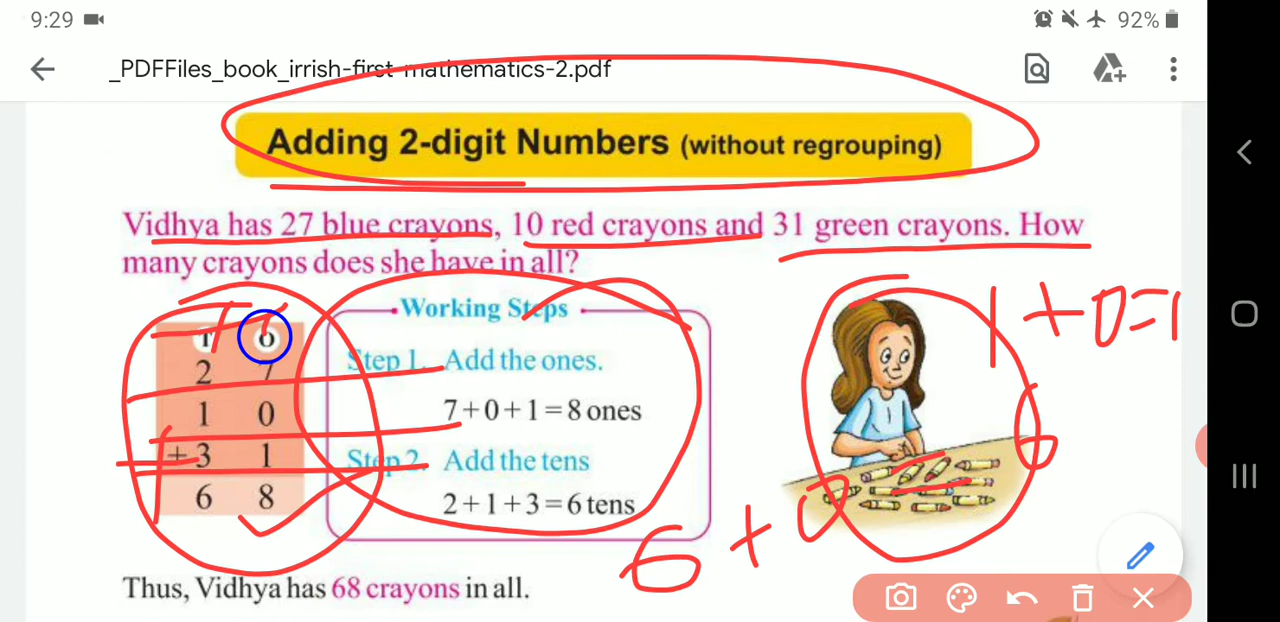 9:29 92%
_PDFFiles_book_irrish-first-mathematics-2.pdf
Adding 2-digit Numbers (without regrouping)
Vidhya has 27 blue crayons, 10 red crayons and 31 green crayons. How
many crayons does she have in all?
T O
2 7
1 0
+ 3 1
6 8
Working Steps
Step 1. Add the ones.
7+0+1=8 ones
Step 2. Add the tens
2+1+3=6 tens
1+0=1
6+0
Thus, Vidhya has 68 crayons in all.